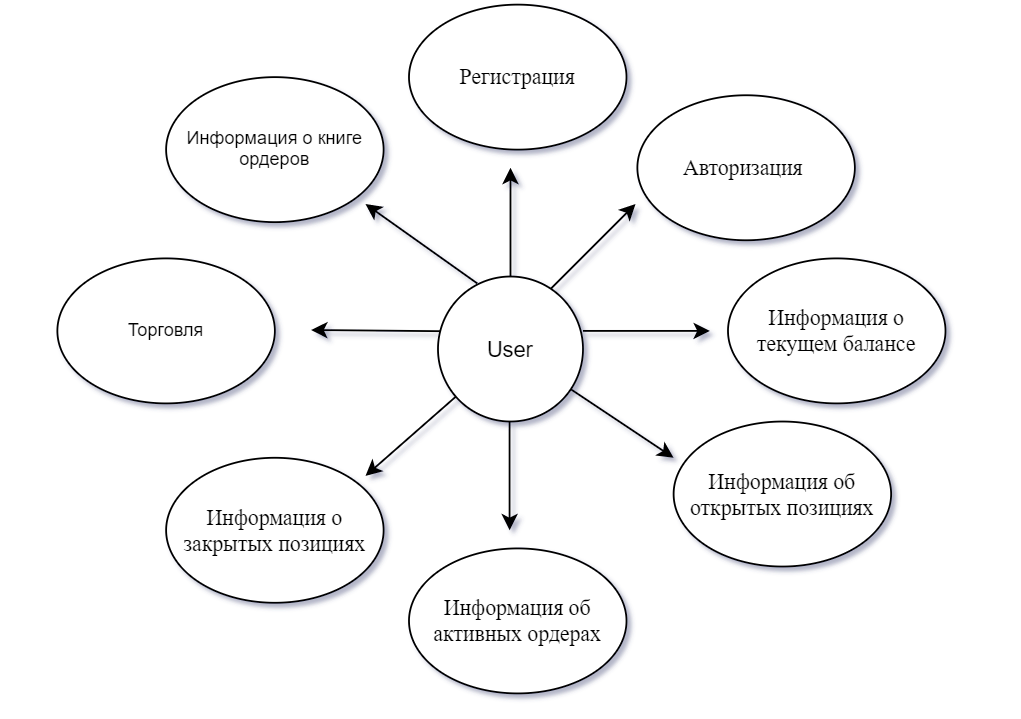 Регистрация
Информация о книге
ордеров
Авторизация
Торговля
User
Информация о
текущем балансе
Информация о
закрытых позициях
Информация об
открытых позициях
Информация об
активных ордерах